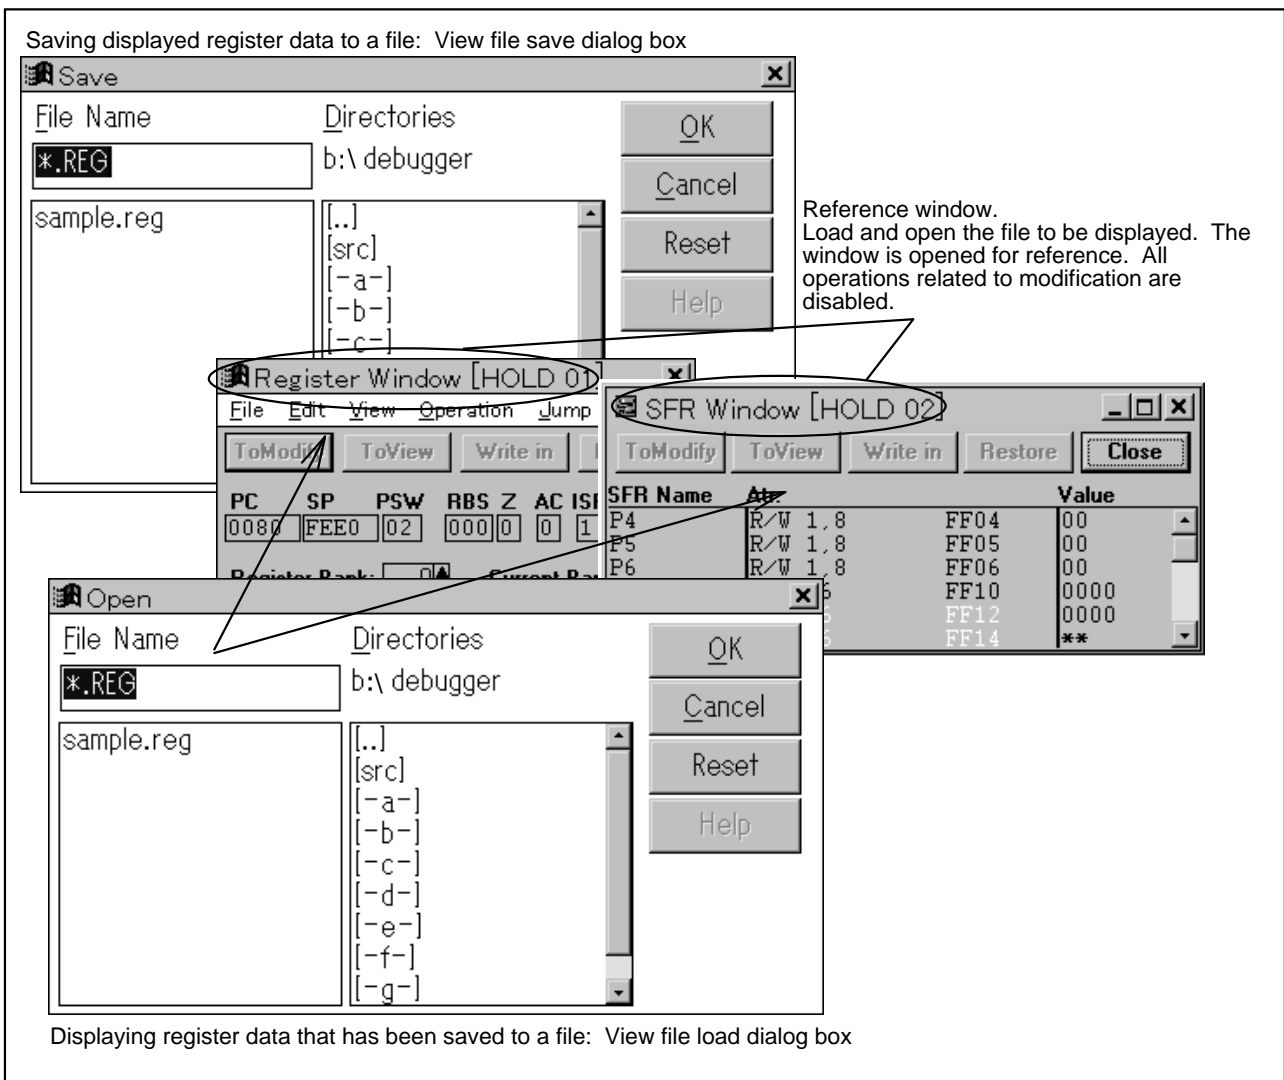 Saving displayed register data to a file:  View file save dialog box
Save
File Name
Directories
OK
*.REG
b:\ debugger
Cancel
sample.reg
[..]
[src]
[-a-]
[-b-]
[-c-]
Reset
Help
Reference window.
Load and open the file to be displayed.  The
window is opened for reference.  All
operations related to modification are
disabled.
Register Window [HOLD 01]
File Edit View Operation Jump
ToModify ToView Write in
PC SP PSW RBS Z AC
0080 FEE0 02 000 0 0 1
Register Bank: 0
SFR Window [HOLD 02]
ToModify ToView Write in Restore Close
SFR Name Atr. Value
P4 R/W 1,8 FF04 00
P5 R/W 1,8 FF05 00
P6 R/W 1,8 FF06 00
FF10 0000
FF12 0000
FF14 **
Open
File Name
Directories
OK
*.REG
b:\ debugger
Cancel
sample.reg
[..]
[src]
[-a-]
[-b-]
[-c-]
[-d-]
[-e-]
[-f-]
[-g-]
Reset
Help
Displaying register data that has been saved to a file:  View file load dialog box